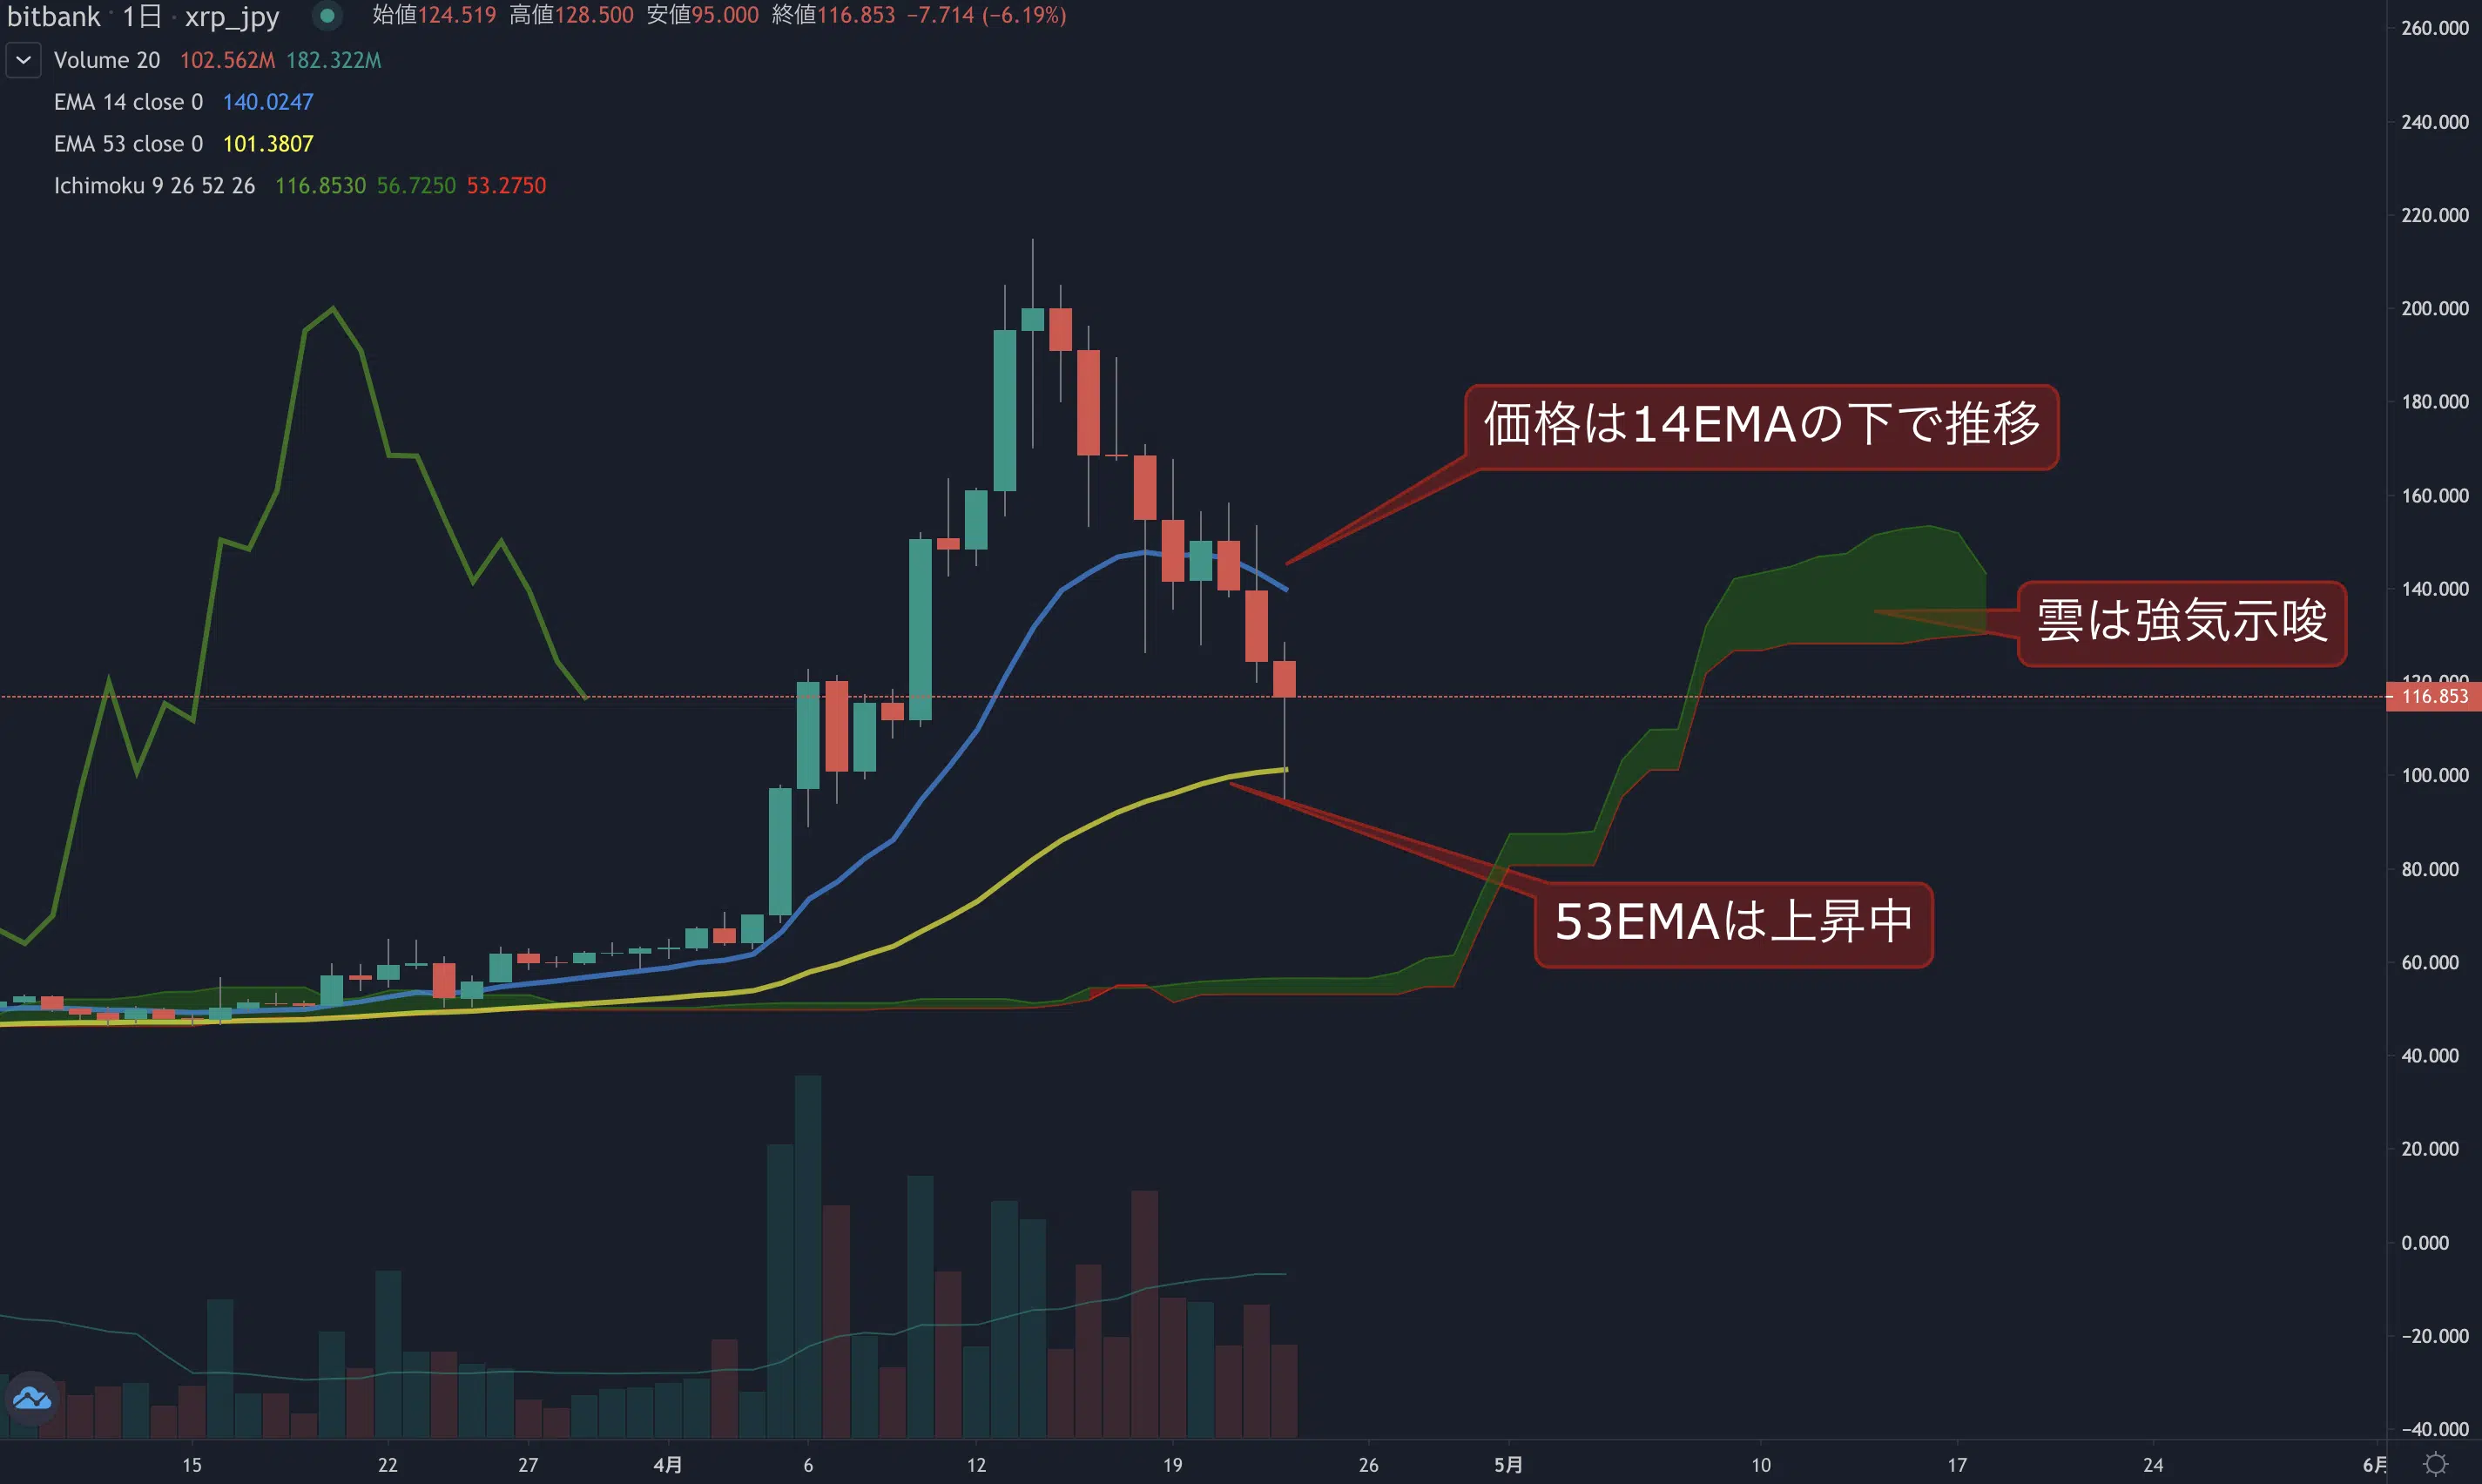 bitbank · 1日 · xrp_jpy 始値124.519 高値128.500 安値95.000 終値116.853 −7.714 (−6.19%)
Volume 20 102.562M 182.322M
EMA 14 close 0 140.0247
EMA 53 close 0 101.3807
Ichimoku 9 26 52 26 116.8530 56.7250 53.2750
価格は14EMAの下で推移
雲は強気示唆
53EMAは上昇中
260.000
240.000
220.000
200.000
180.000
160.000
140.000
120.000
116.853
100.000
80.000
60.000
40.000
20.000
0.000
−20.000
−40.000
15 22 27 4月 6 12 19 26 5月 10 17 24 6月